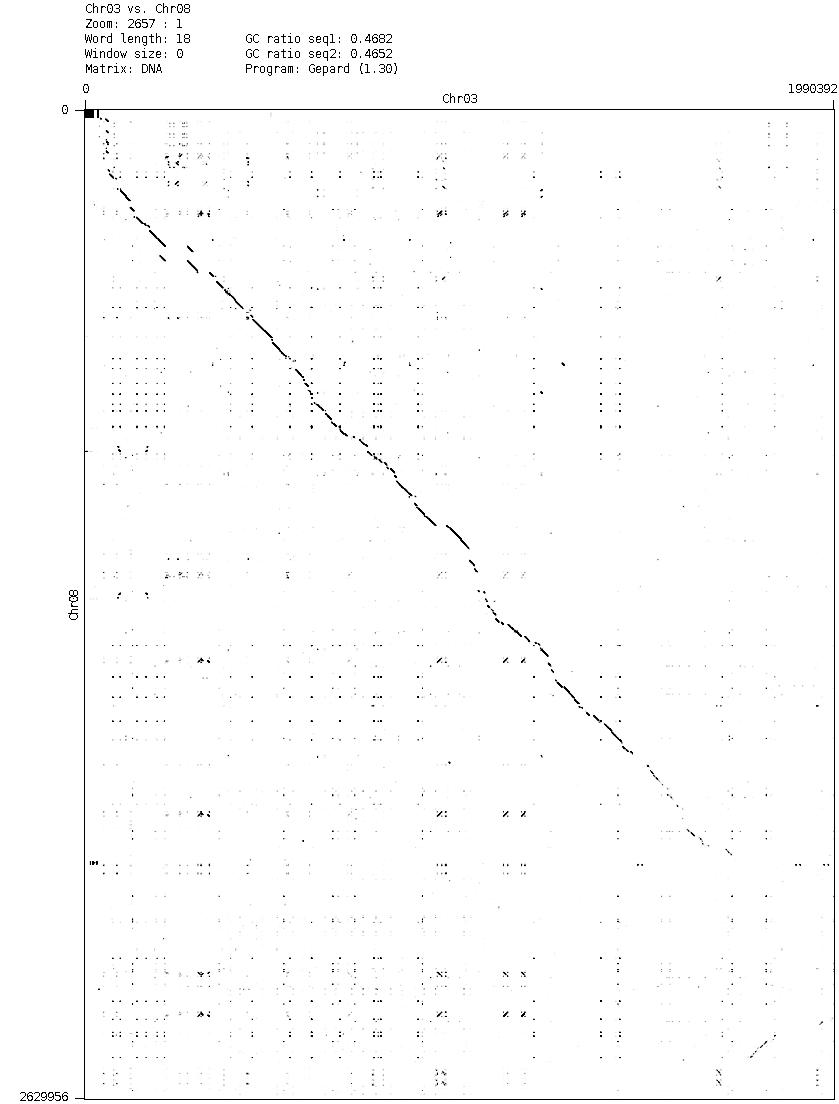 Chr03 vs. Chr08
Zoom: 2657 : 1
Word length: 18 GC ratio seq1: 0.4682
Window size: 0 GC ratio seq2: 0.4652
Matrix: DNA Program: Gepard (1.30)
0 Chr03 1990392
0
Chr08
2629956